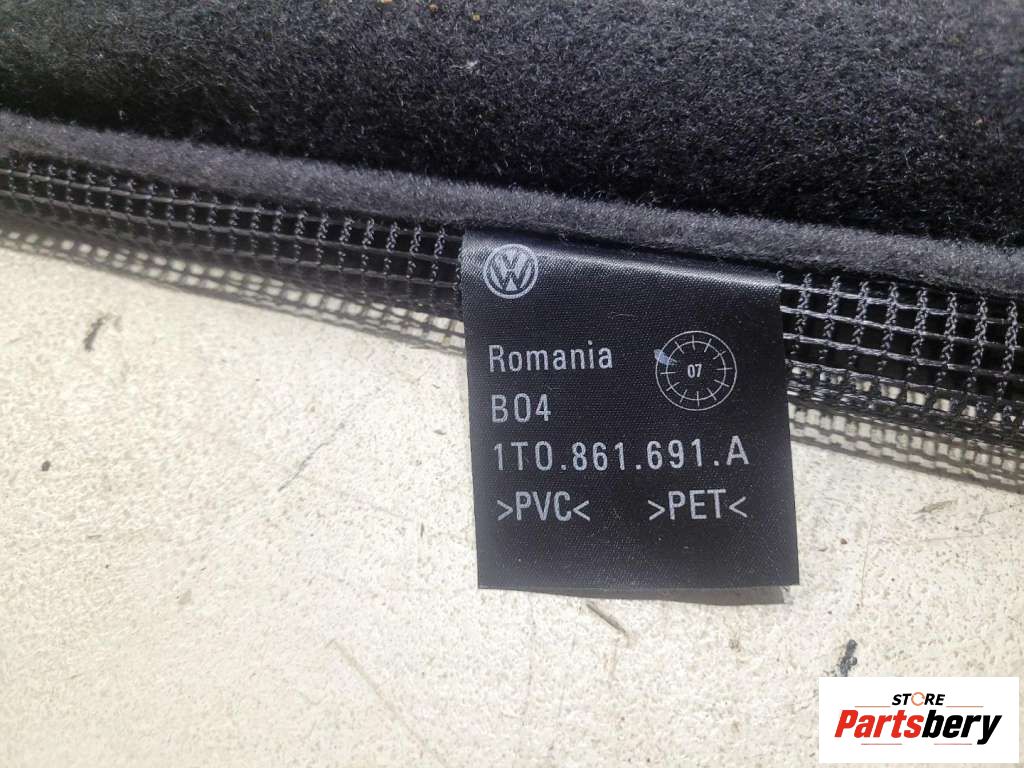 VW
Romania
07
B04
1T0.861.691.A
>PVC< >PET<
STORE
Partsbery